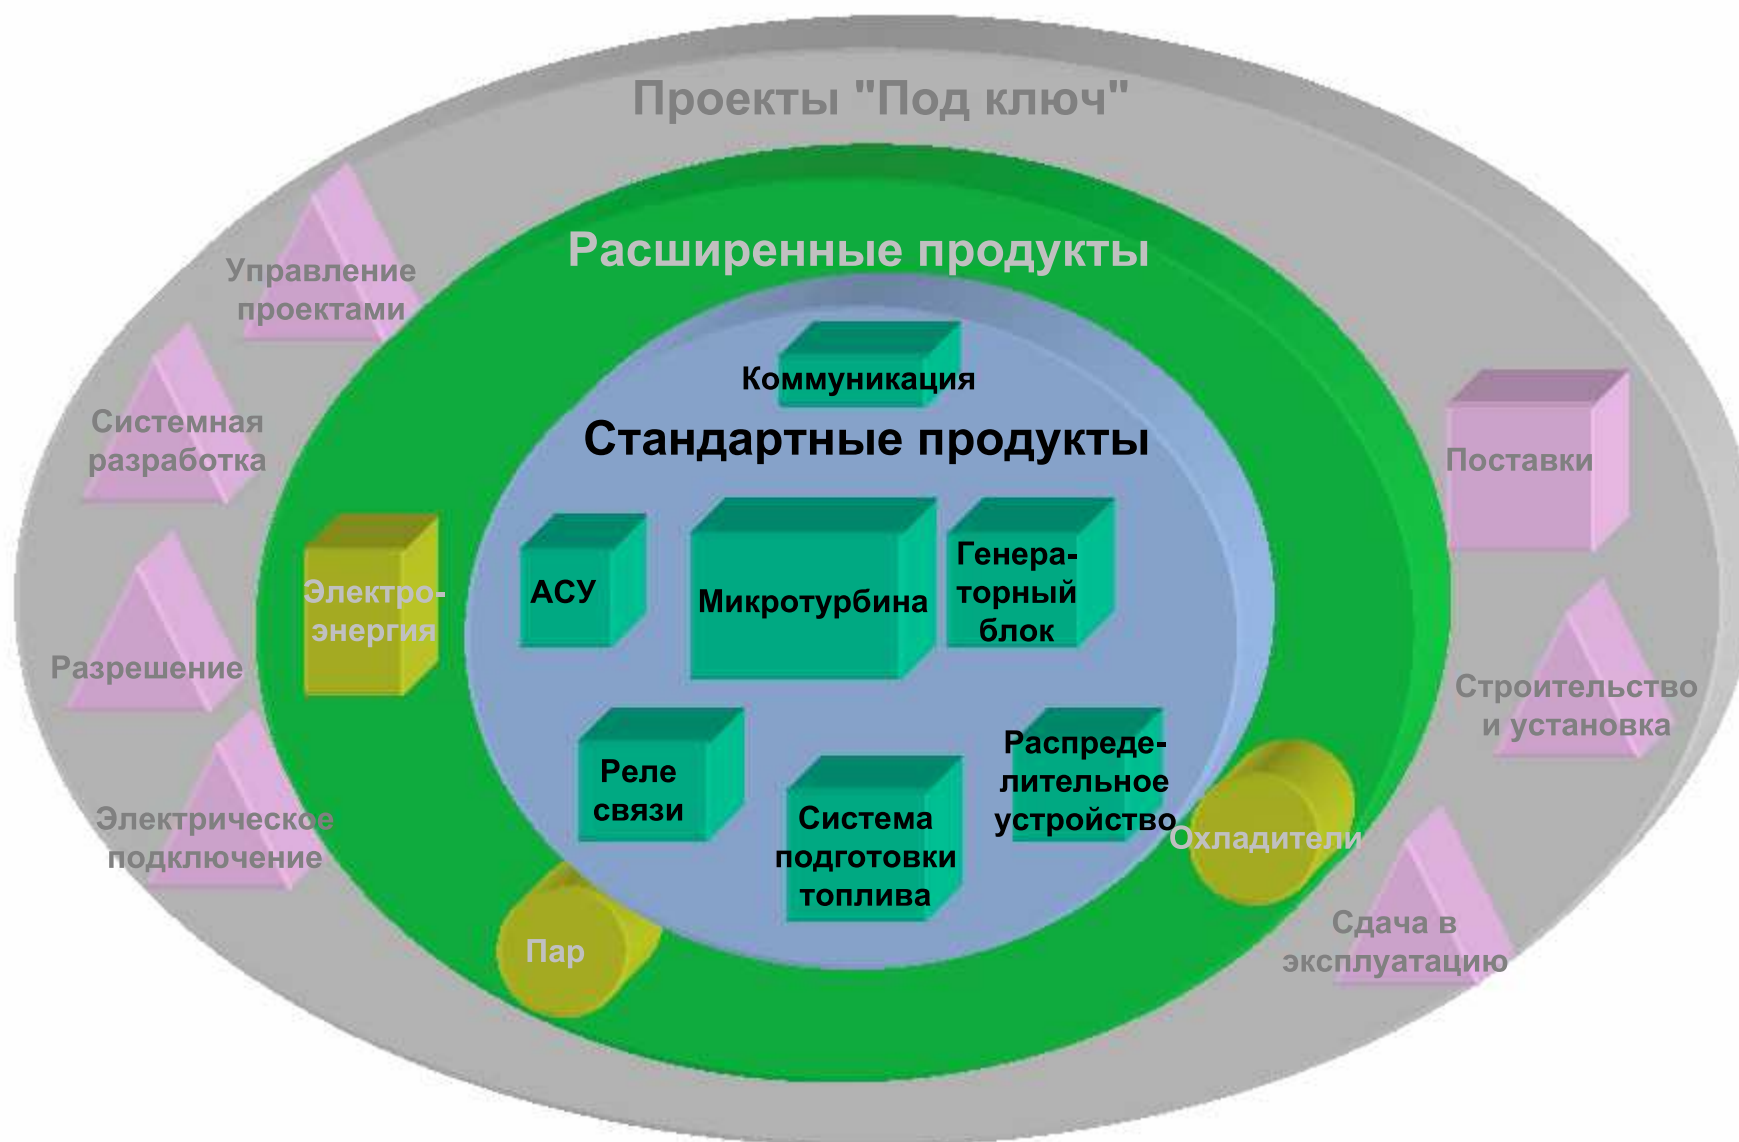 Проекты "Под ключ"
Расширенные продукты
Управление
проектами
Коммуникация
Стандартные продукты
Системная
разработка
Поставки
Электро-
энергия
АСУ
Микротурбина
Генера-
торный
блок
Разрешение
Строительство
и установка
Реле
связи
Система
подготовки
топлива
Распреде-
лительное
устройство
Охладители
Электрическое
подключение
Пар
Сдача в
эксплуатацию